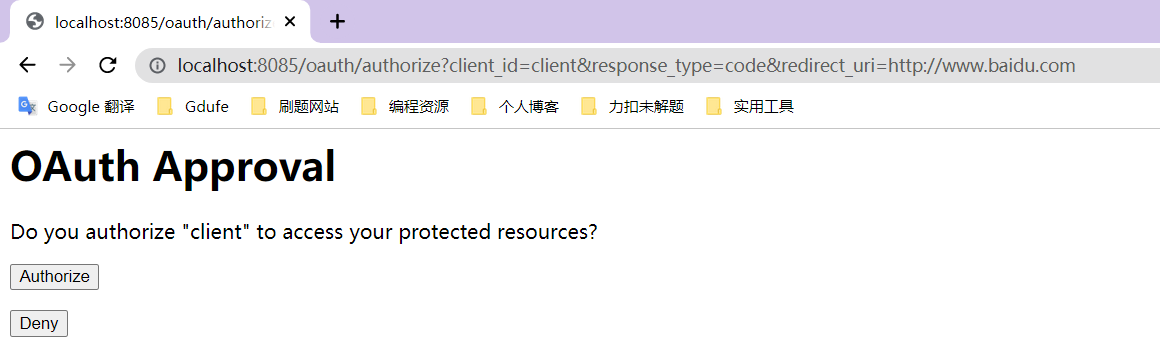 localhost:8085/oauth/authoriz
localhost:8085/oauth/authorize?client_id=client&response_type=code&redirect_uri=http://www.baidu.com
Google 翻译 Gdufe 刷题网站 编程资源 个人博客 力扣未解题 实用工具
OAuth Approval
Do you authorize "client" to access your protected resources?
Authorize
Deny